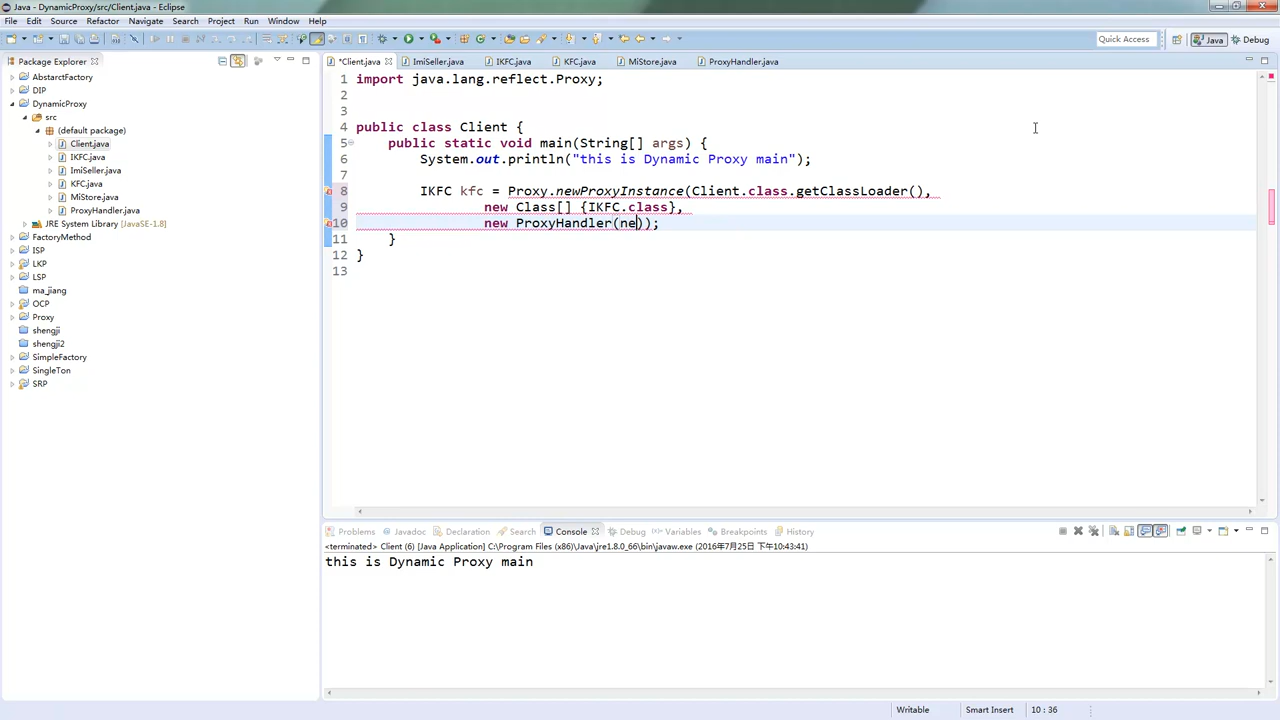 Java - DynamicProxy/src/Client.java - Eclipse
File Edit Source Refactor Navigate Search Project Run Window Help
Quick Access Java Debug
Package Explorer
AbsarctFactory
DIP
DynamicProxy
src
(default package)
Client.java
IKFC.java
ImiSeller.java
KFC.java
MiStore.java
ProxyHandler.java
JRE System Library [JavaSE-1.8]
FactoryMethod
ISP
LKP
LSP
ma_jiang
OCP
Proxy
shengji
shengji2
SimpleFactory
SingleTon
SRP
*Client.java ImiSeller.java IKFC.java KFC.java MiStore.java ProxyHandler.java
1 import java.lang.reflect.Proxy;
2
3
4 public class Client {
5 public static void main(String[] args) {
6 System.out.println("this is Dynamic Proxy main");
7
8 IKFC kfc = Proxy.newProxyInstance(Client.class.getClassLoader(),
9 new Class[] {IKFC.class},
10 new ProxyHandler(ne));
11 }
12 }
13
Problems Javadoc Declaration Search Console Debug Variables Breakpoints History
<terminated> Client (6) [Java Application] C:\Program Files (x86)\Java\jre1.8.0_66\bin\javaw.exe (2016年7月25日 下午10:43:41)
this is Dynamic Proxy main
Writable Smart Insert 10 : 36